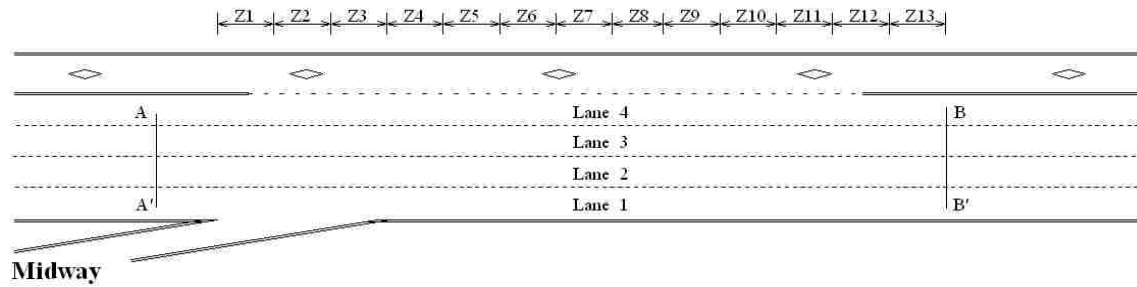 Z1 Z2 Z3 Z4 Z5 Z6 Z7 Z8 Z9 Z10 Z11 Z12 Z13
A Lane 4 B
Lane 3
Lane 2
A' Lane 1 B'
Midway